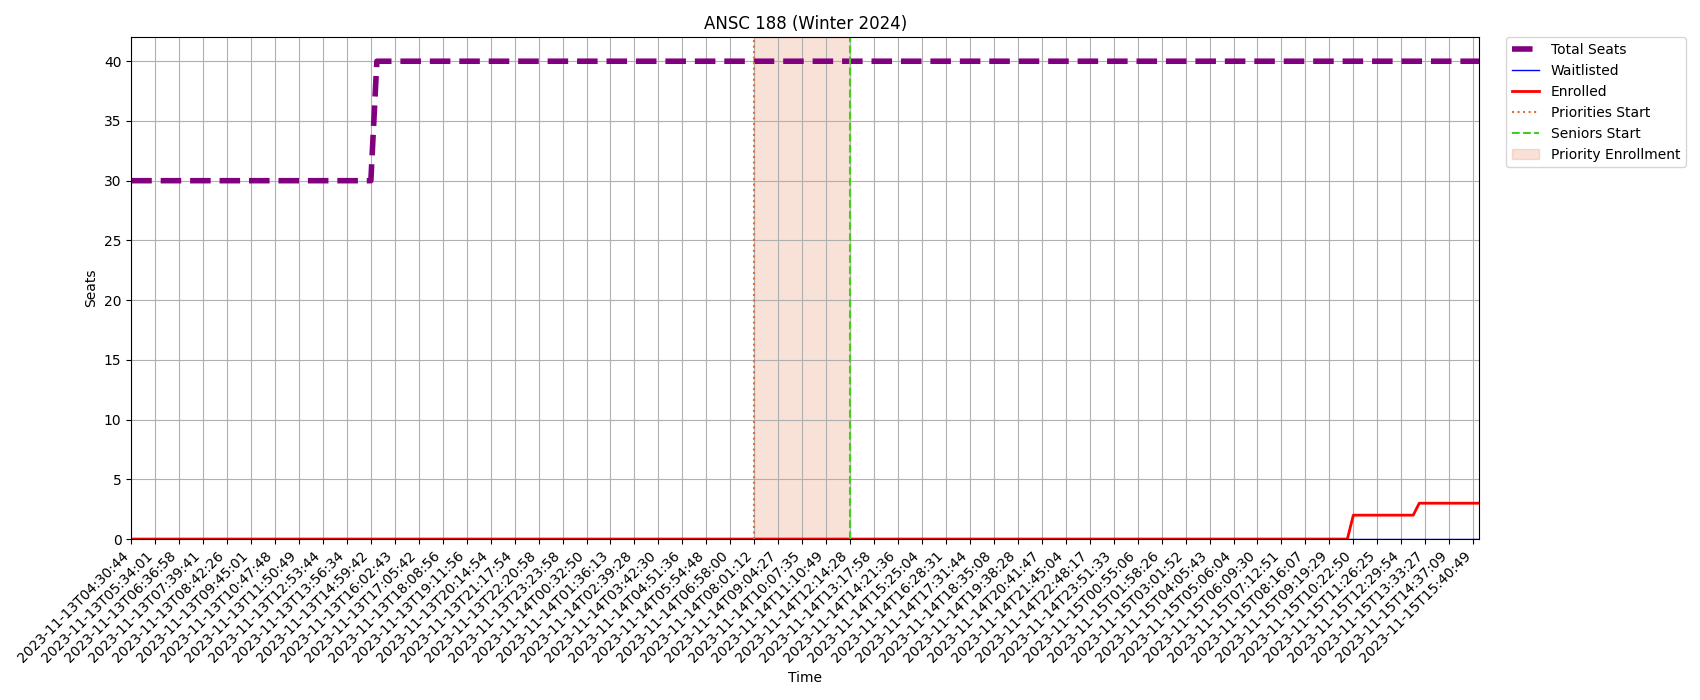 ANSC 188 (Winter 2024)
Total Seats
Waitlisted
Enrolled
Priorities Start
Seniors Start
Priority Enrollment
Seats
40
35
30
25
20
15
10
5
0
2023-11-13T04:30:44
2023-11-13T05:34:01
2023-11-13T06:36:58
2023-11-13T07:39:41
2023-11-13T08:42:26
2023-11-13T09:45:01
2023-11-13T10:47:48
2023-11-13T11:50:49
2023-11-13T12:53:44
2023-11-13T13:56:34
2023-11-13T14:59:42
2023-11-13T16:02:43
2023-11-13T17:05:42
2023-11-13T18:08:56
2023-11-13T19:11:56
2023-11-13T20:14:54
2023-11-13T21:17:54
2023-11-13T22:20:58
2023-11-13T23:23:58
2023-11-14T00:32:50
2023-11-14T01:36:13
2023-11-14T02:39:28
2023-11-14T03:42:30
2023-11-14T04:51:36
2023-11-14T05:54:48
2023-11-14T06:58:00
2023-11-14T08:01:12
2023-11-14T09:04:27
2023-11-14T10:07:35
2023-11-14T11:10:49
2023-11-14T12:14:28
2023-11-14T13:17:58
2023-11-14T14:21:36
2023-11-14T15:25:04
2023-11-14T16:28:31
2023-11-14T17:31:44
2023-11-14T18:35:08
2023-11-14T19:38:28
2023-11-14T20:41:47
2023-11-14T21:45:04
2023-11-14T22:48:17
2023-11-14T23:51:33
2023-11-15T00:55:06
2023-11-15T01:58:26
2023-11-15T03:01:52
2023-11-15T04:05:43
2023-11-15T05:06:04
2023-11-15T06:09:30
2023-11-15T07:12:51
2023-11-15T08:16:07
2023-11-15T09:19:29
2023-11-15T10:22:50
2023-11-15T11:26:25
2023-11-15T12:29:54
2023-11-15T13:33:27
2023-11-15T14:37:09
2023-11-15T15:40:49
Time